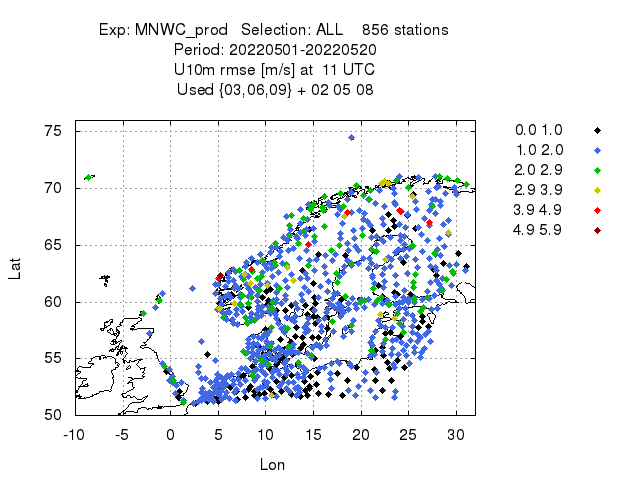 Exp: MNWC_prod   Selection: ALL    856 stations
Period: 20220501-20220520
U10m rmse [m/s] at  11 UTC
Used {03,06,09} + 02 05 08
0.0 1.0
1.0 2.0
2.0 2.9
2.9 3.9
3.9 4.9
4.9 5.9
75
70
65
60
55
50
Lat
-10 -5 0 5 10 15 20 25 30
Lon